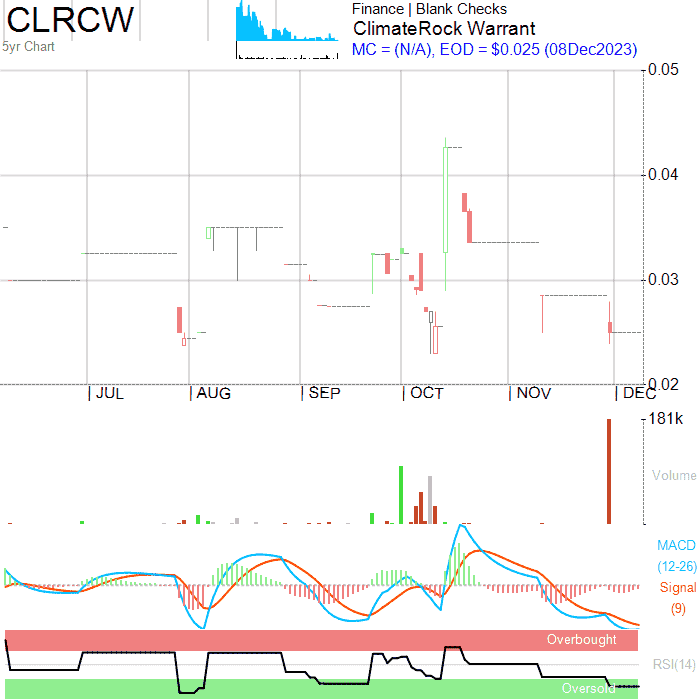 CLRCW
5yr Chart
Finance | Blank Checks
ClimateRock Warrant
MC = (N/A), EOD = $0.025 (08Dec2023)
0.05
0.04
0.03
0.02
JUL AUG SEP OCT NOV DEC
181k
Volume
MACD
(12-26)
Signal
(9)
Overbought
RSI(14)
Oversold